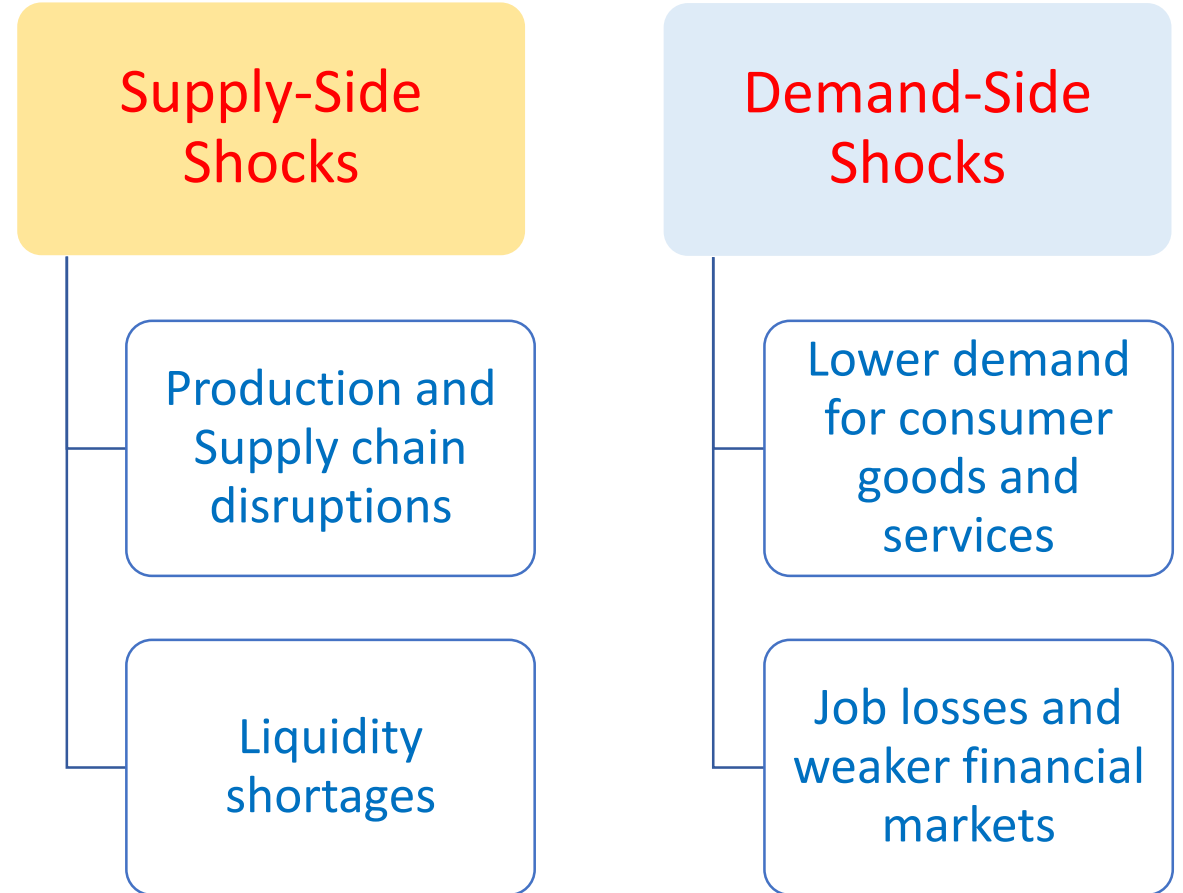 Supply-Side
Shocks
Production and
Supply chain
disruptions
Liquidity
shortages
Demand-Side
Shocks
Lower demand
for consumer
goods and
services
Job losses and
weaker financial
markets